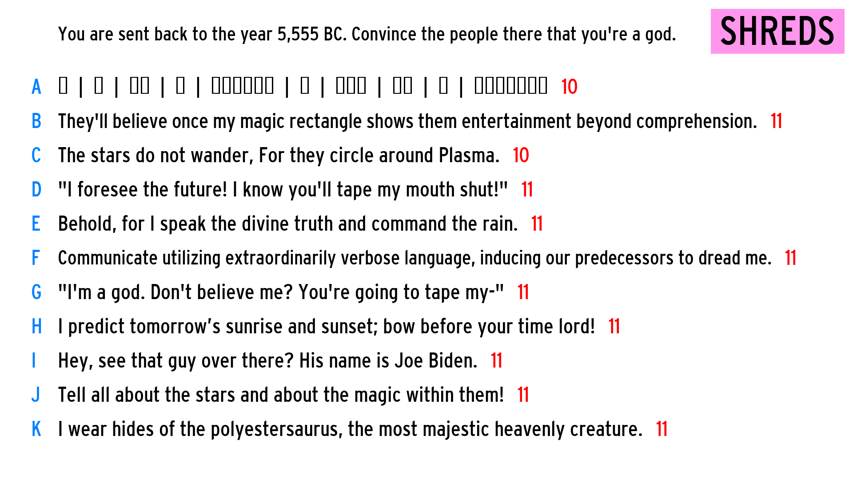 You are sent back to the year 5,555 BC. Convince the people there that you're a god.
SHREDS
A ▯ | ▯ | ▯▯ | ▯ | ▯▯▯▯▯▯ | ▯ | ▯▯▯ | ▯▯ | ▯ | ▯▯▯▯▯▯▯ 10
B They'll believe once my magic rectangle shows them entertainment beyond comprehension. 11
C The stars do not wander, For they circle around Plasma. 10
D "I foresee the future! I know you'll tape my mouth shut!" 11
E Behold, for I speak the divine truth and command the rain. 11
F Communicate utilizing extraordinarily verbose language, inducing our predecessors to dread me. 11
G "I'm a god. Don't believe me? You're going to tape my-" 11
H I predict tomorrow’s sunrise and sunset; bow before your time lord! 11
I Hey, see that guy over there? His name is Joe Biden. 11
J Tell all about the stars and about the magic within them! 11
K I wear hides of the polyestersaurus, the most majestic heavenly creature. 11